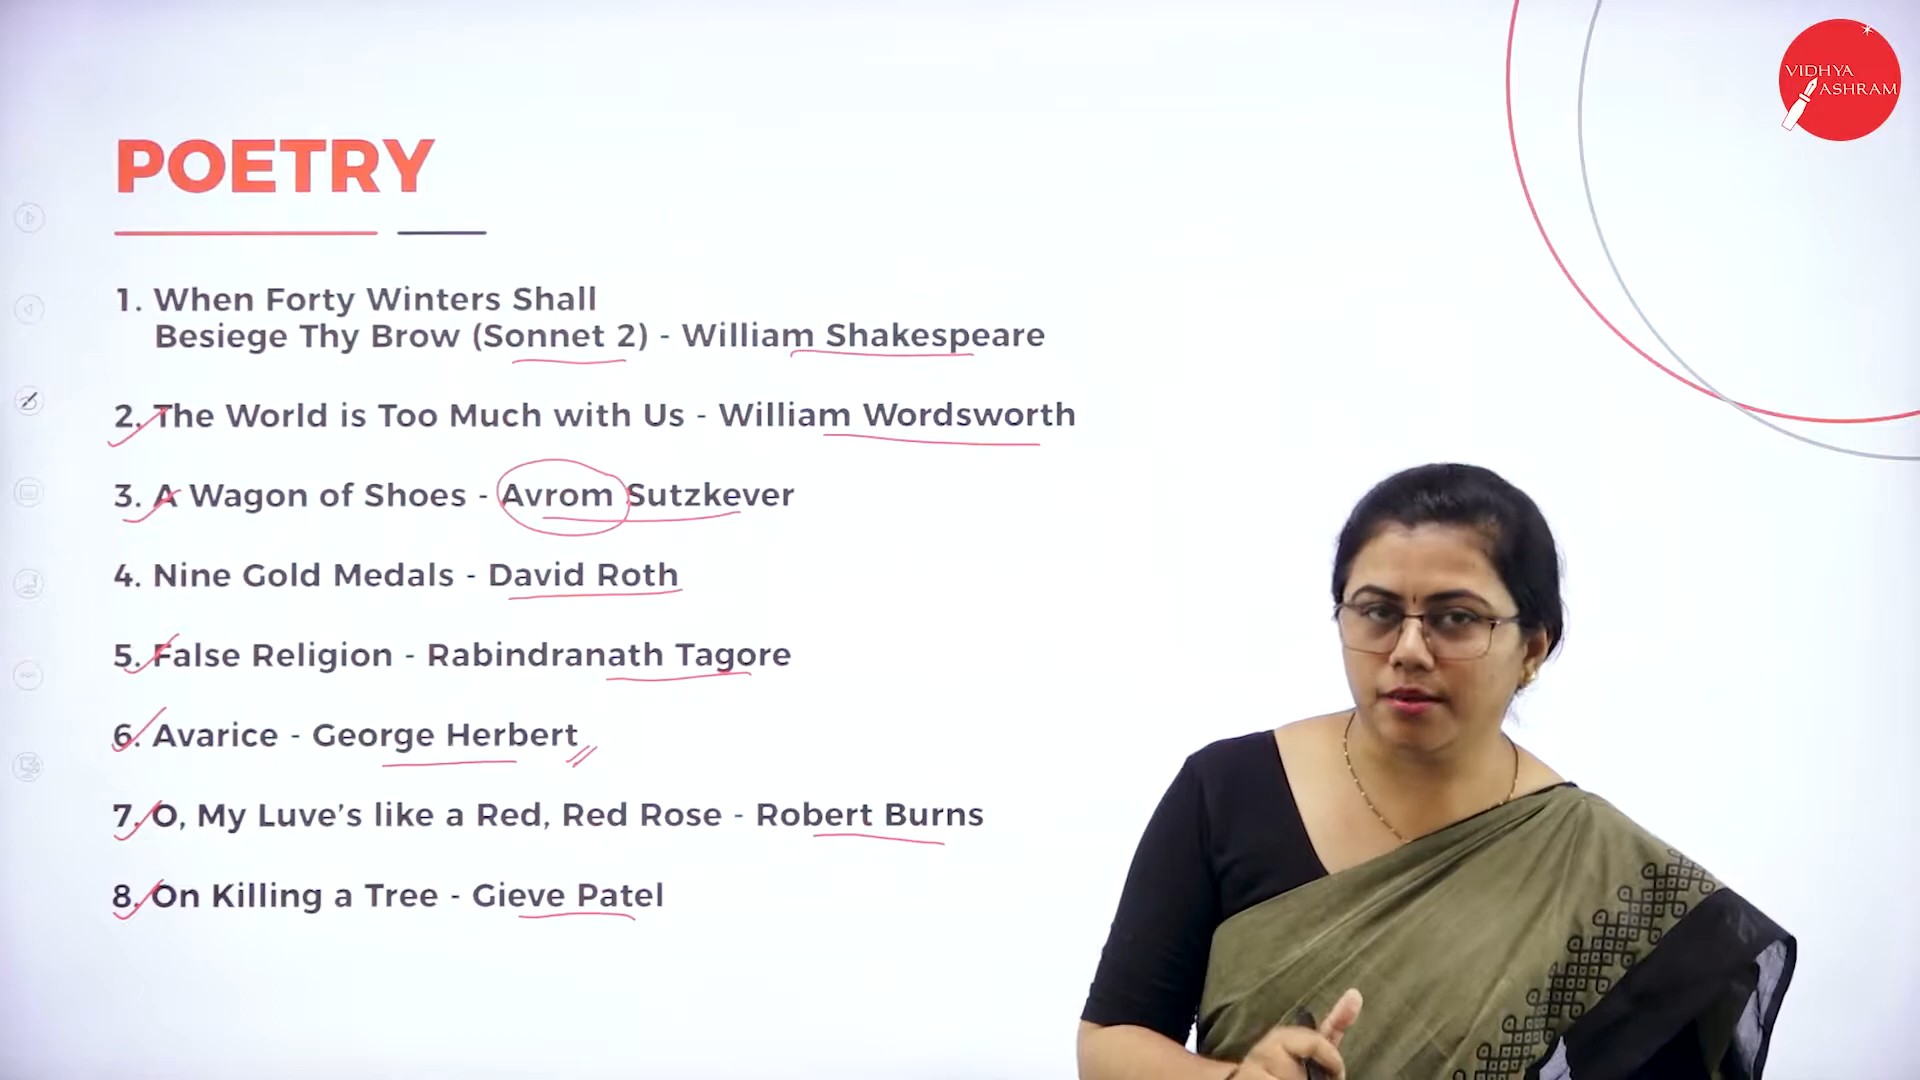 VIDHYA
ASHRAM
POETRY
1. When Forty Winters Shall
Besiege Thy Brow (Sonnet 2) - William Shakespeare
2. The World is Too Much with Us - William Wordsworth
3. A Wagon of Shoes - Avrom Sutzkever
4. Nine Gold Medals - David Roth
5. False Religion - Rabindranath Tagore
6. Avarice - George Herbert
7. O, My Luve's like a Red, Red Rose - Robert Burns
8. On Killing a Tree - Gieve Patel